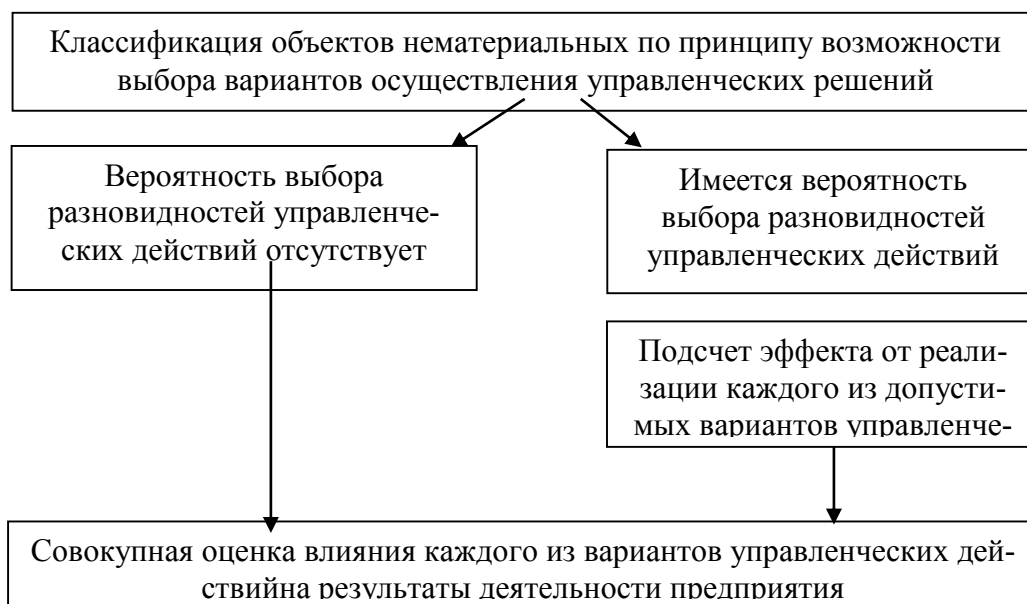 Классификация объектов нематериальных по принципу возможности
выбора вариантов осуществления управленческих решений
Вероятность выбора
разновидностей управленче-
ских действий отсутствует
Имеется вероятность
выбора разновидностей
управленческих действий
Подсчет эффекта от реали-
зации каждого из допусти-
мых вариантов управленче-
Совокупная оценка влияния каждого из вариантов управленческих дей-
ствийна результаты деятельности предприятия